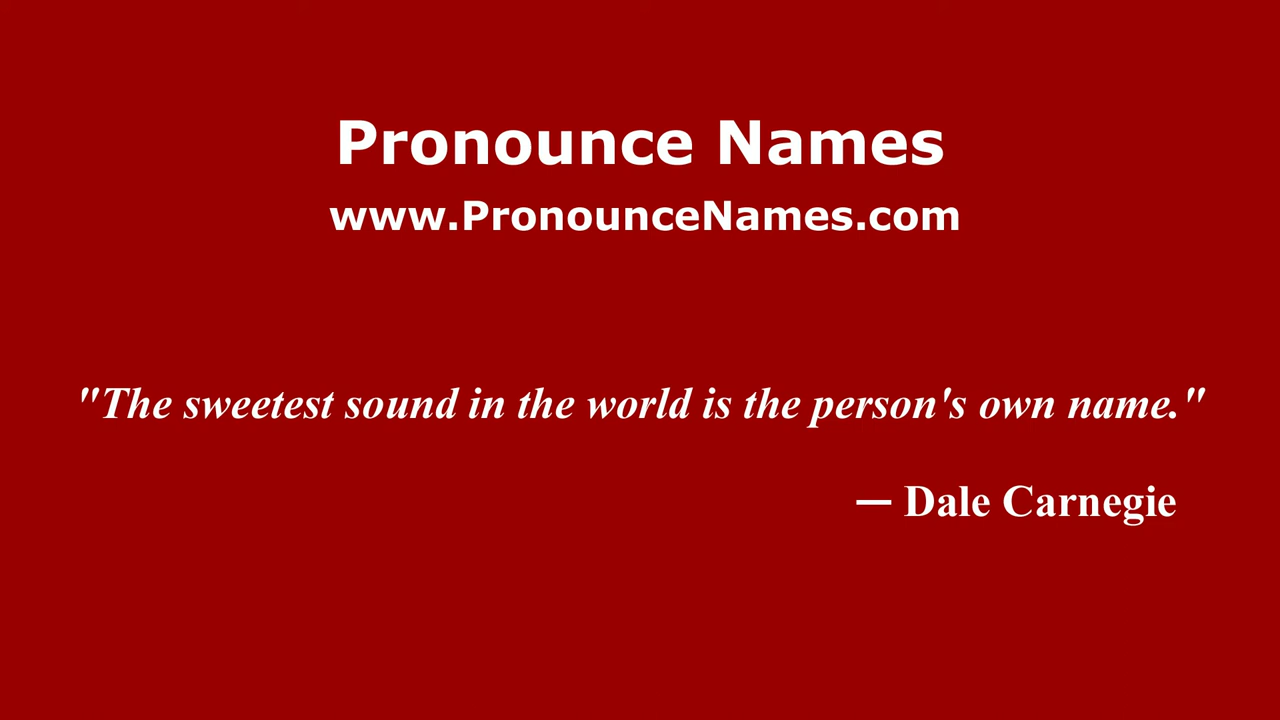 Pronounce Names
www.PronounceNames.com
"The sweetest sound in the world is the person's own name."
— Dale Carnegie